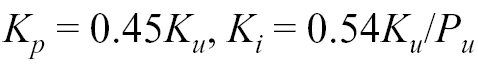 Kₚ = 0.45Kᵤ, Kᵢ = 0.54Kᵤ/Pᵤ